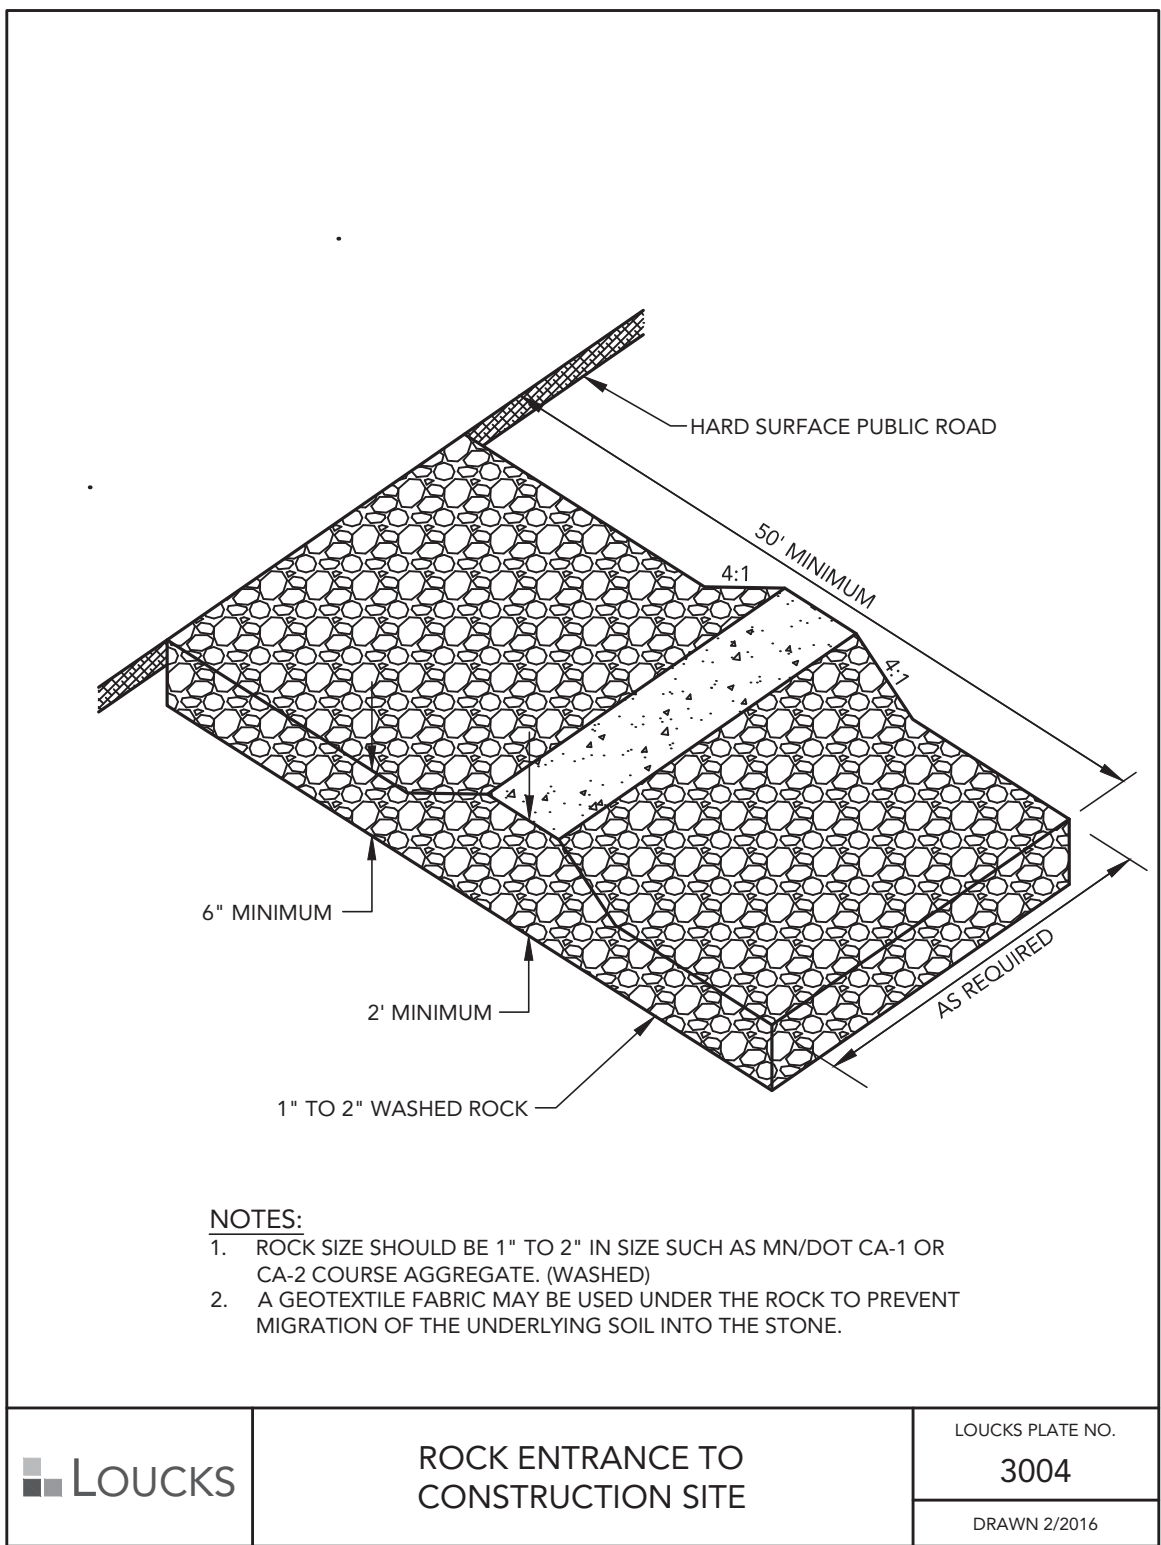 HARD SURFACE PUBLIC ROAD
50' MINIMUM
4:1
4:1
6" MINIMUM
2' MINIMUM
AS REQUIRED
1" TO 2" WASHED ROCK
NOTES:
1. ROCK SIZE SHOULD BE 1" TO 2" IN SIZE SUCH AS MN/DOT CA-1 OR
CA-2 COURSE AGGREGATE. (WASHED)
2. A GEOTEXTILE FABRIC MAY BE USED UNDER THE ROCK TO PREVENT
MIGRATION OF THE UNDERLYING SOIL INTO THE STONE.
LOUCKS
ROCK ENTRANCE TO
CONSTRUCTION SITE
LOUCKS PLATE NO.
3004
DRAWN 2/2016